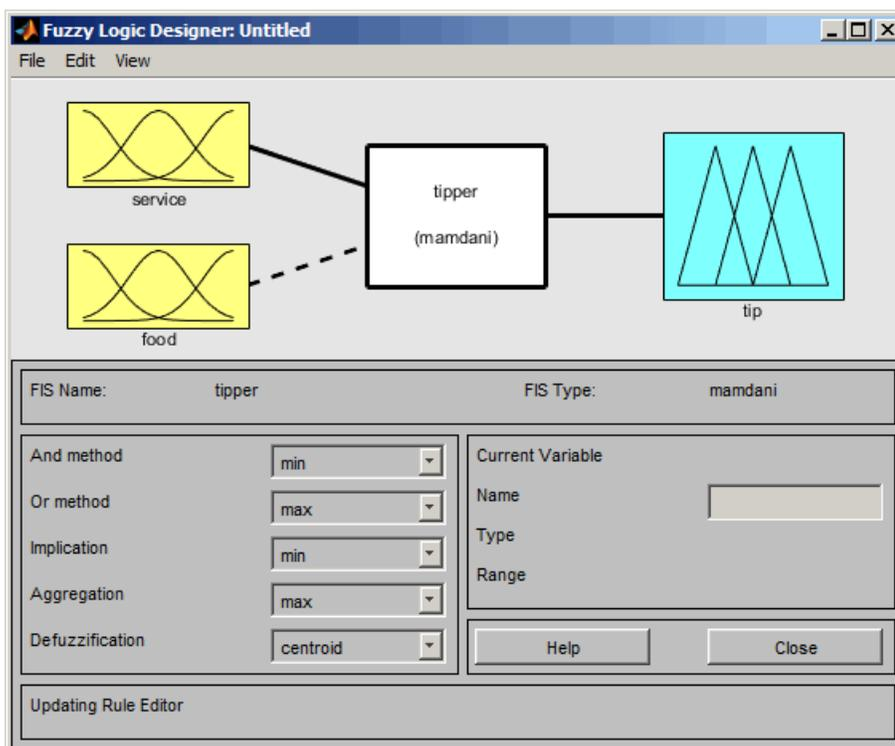 Fuzzy Logic Designer: Untitled
File Edit View
service
food
tipper
(mamdani)
tip
FIS Name: tipper FIS Type: mamdani
And method min
Or method max
Implication min
Aggregation max
Defuzzification centroid
Current Variable
Name
Type
Range
Help Close
Updating Rule Editor